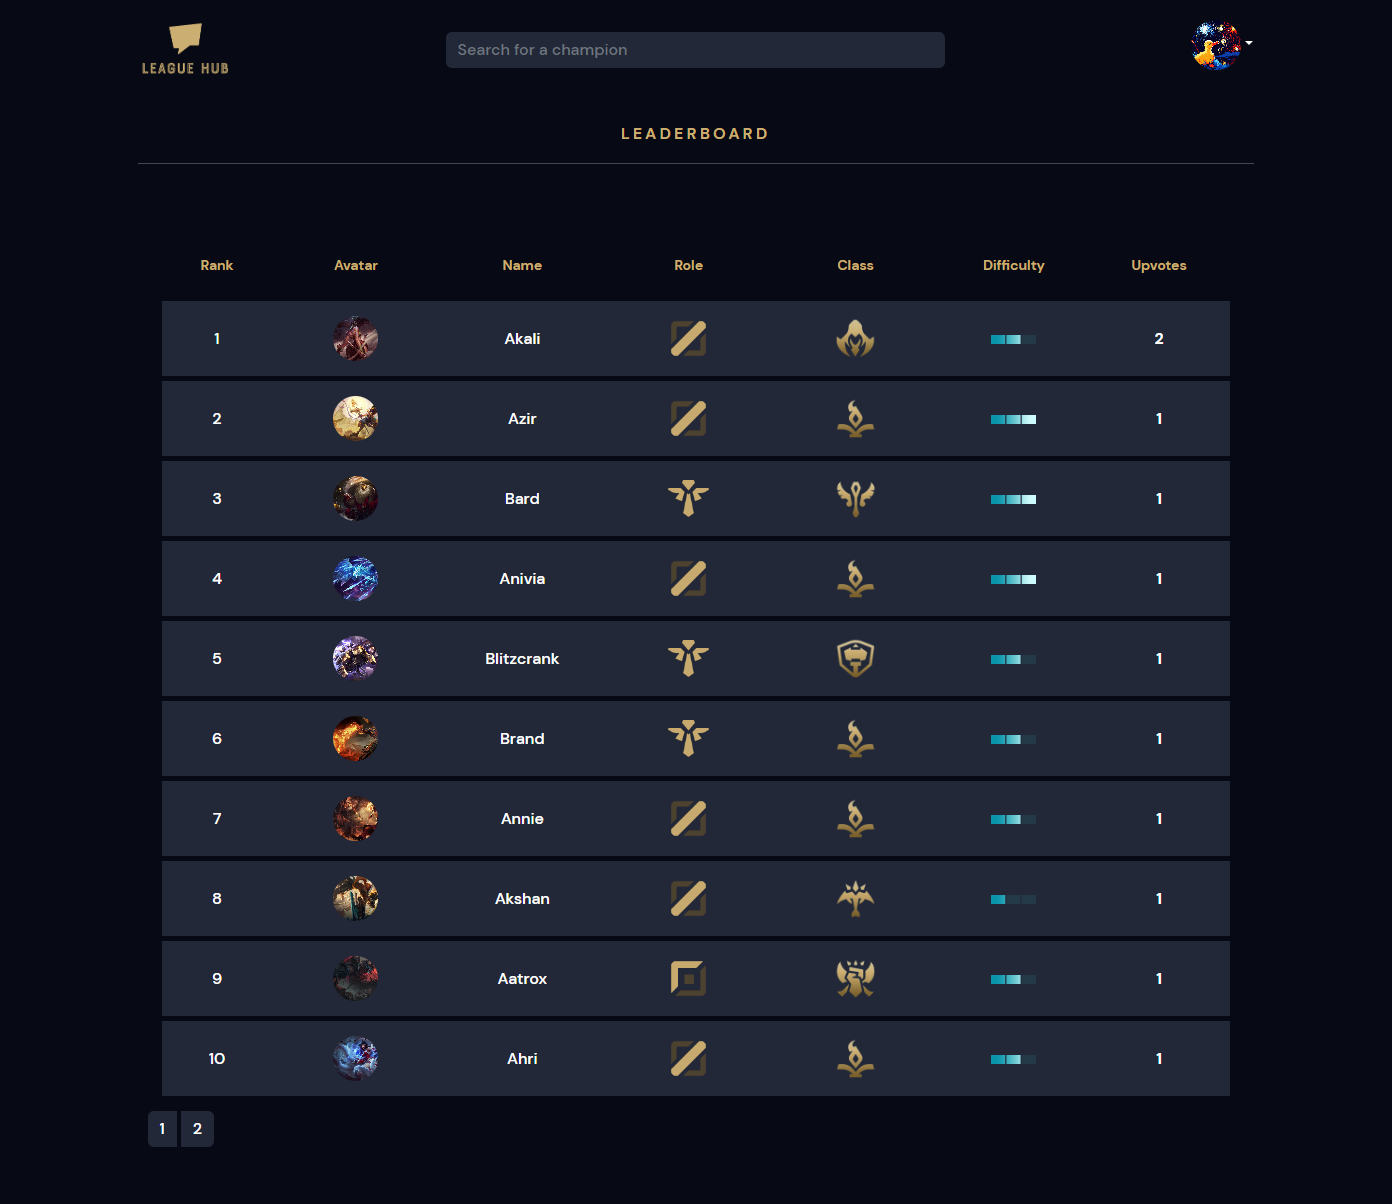 LEAGUE HUB
Search for a champion
LEADERBOARD
Rank Avatar Name Role Class Difficulty Upvotes
1 Akali 2
2 Azir 1
3 Bard 1
4 Anivia 1
5 Blitzcrank 1
6 Brand 1
7 Annie 1
8 Akshan 1
9 Aatrox 1
10 Ahri 1
1 2